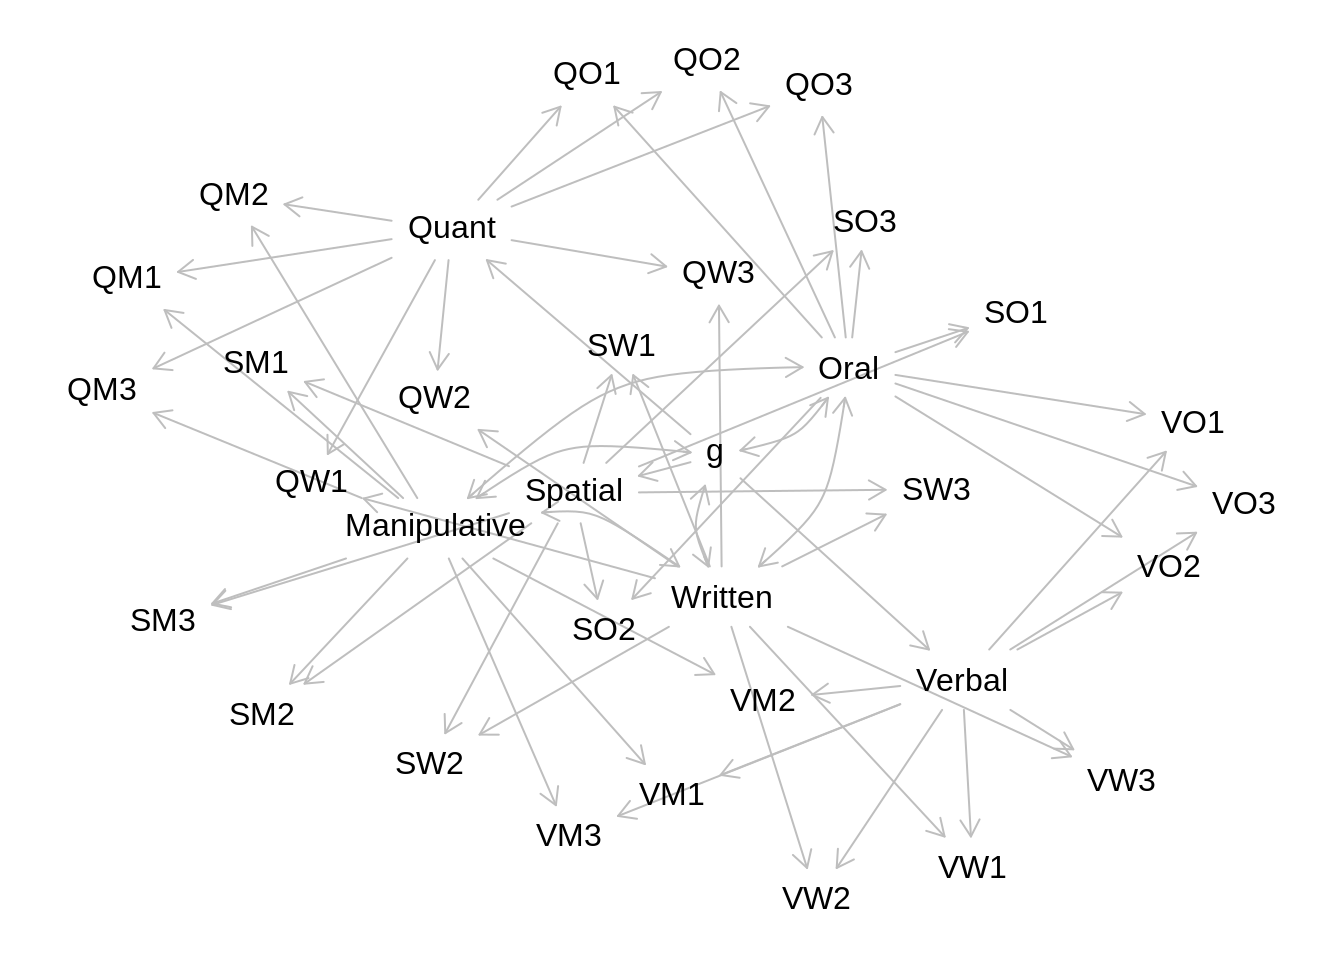 QO2
QO1
QO3
QM2
SO3
Quant
QW3
QM1
SO1
SW1
SM1
Oral
QM3
QW2
VO1
g
QW1
Spatial
SW3
VO3
Manipulative
VO2
Written
SM3
SO2
Verbal
VM2
SM2
SW2
VW3
VM1
VM3
VW1
VW2